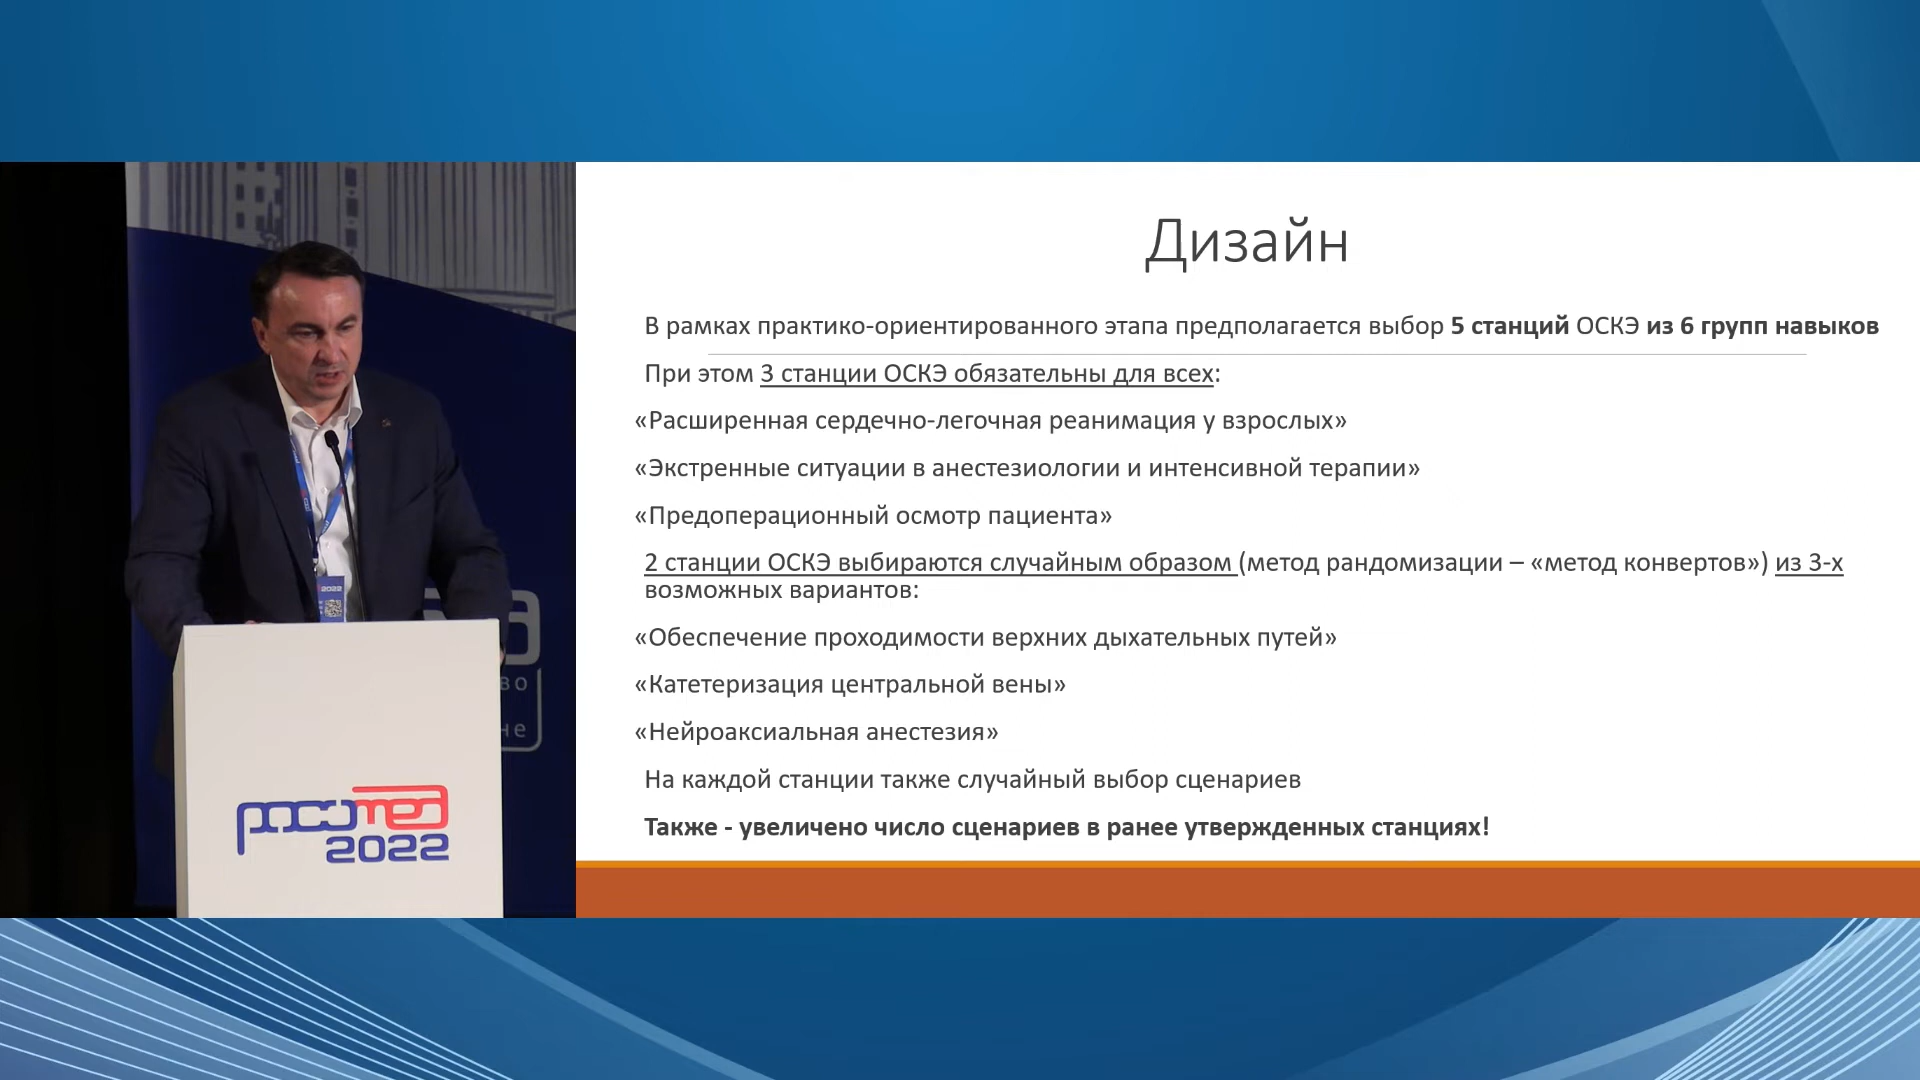 Дизайн
В рамках практико-ориентированного этапа предполагается выбор 5 станций ОСКЭ из 6 групп навыков
При этом 3 станции ОСКЭ обязательны для всех:
«Расширенная сердечно-легочная реанимация у взрослых»
«Экстренные ситуации в анестезиологии и интенсивной терапии»
«Предоперационный осмотр пациента»
2 станции ОСКЭ выбираются случайным образом (метод рандомизации – «метод конвертов») из 3-х
возможных вариантов:
«Обеспечение проходимости верхних дыхательных путей»
«Катетеризация центральной вены»
«Нейроаксиальная анестезия»
На каждой станции также случайный выбор сценариев
Также - увеличено число сценариев в ранее утвержденных станциях!
росомед
2022
2022